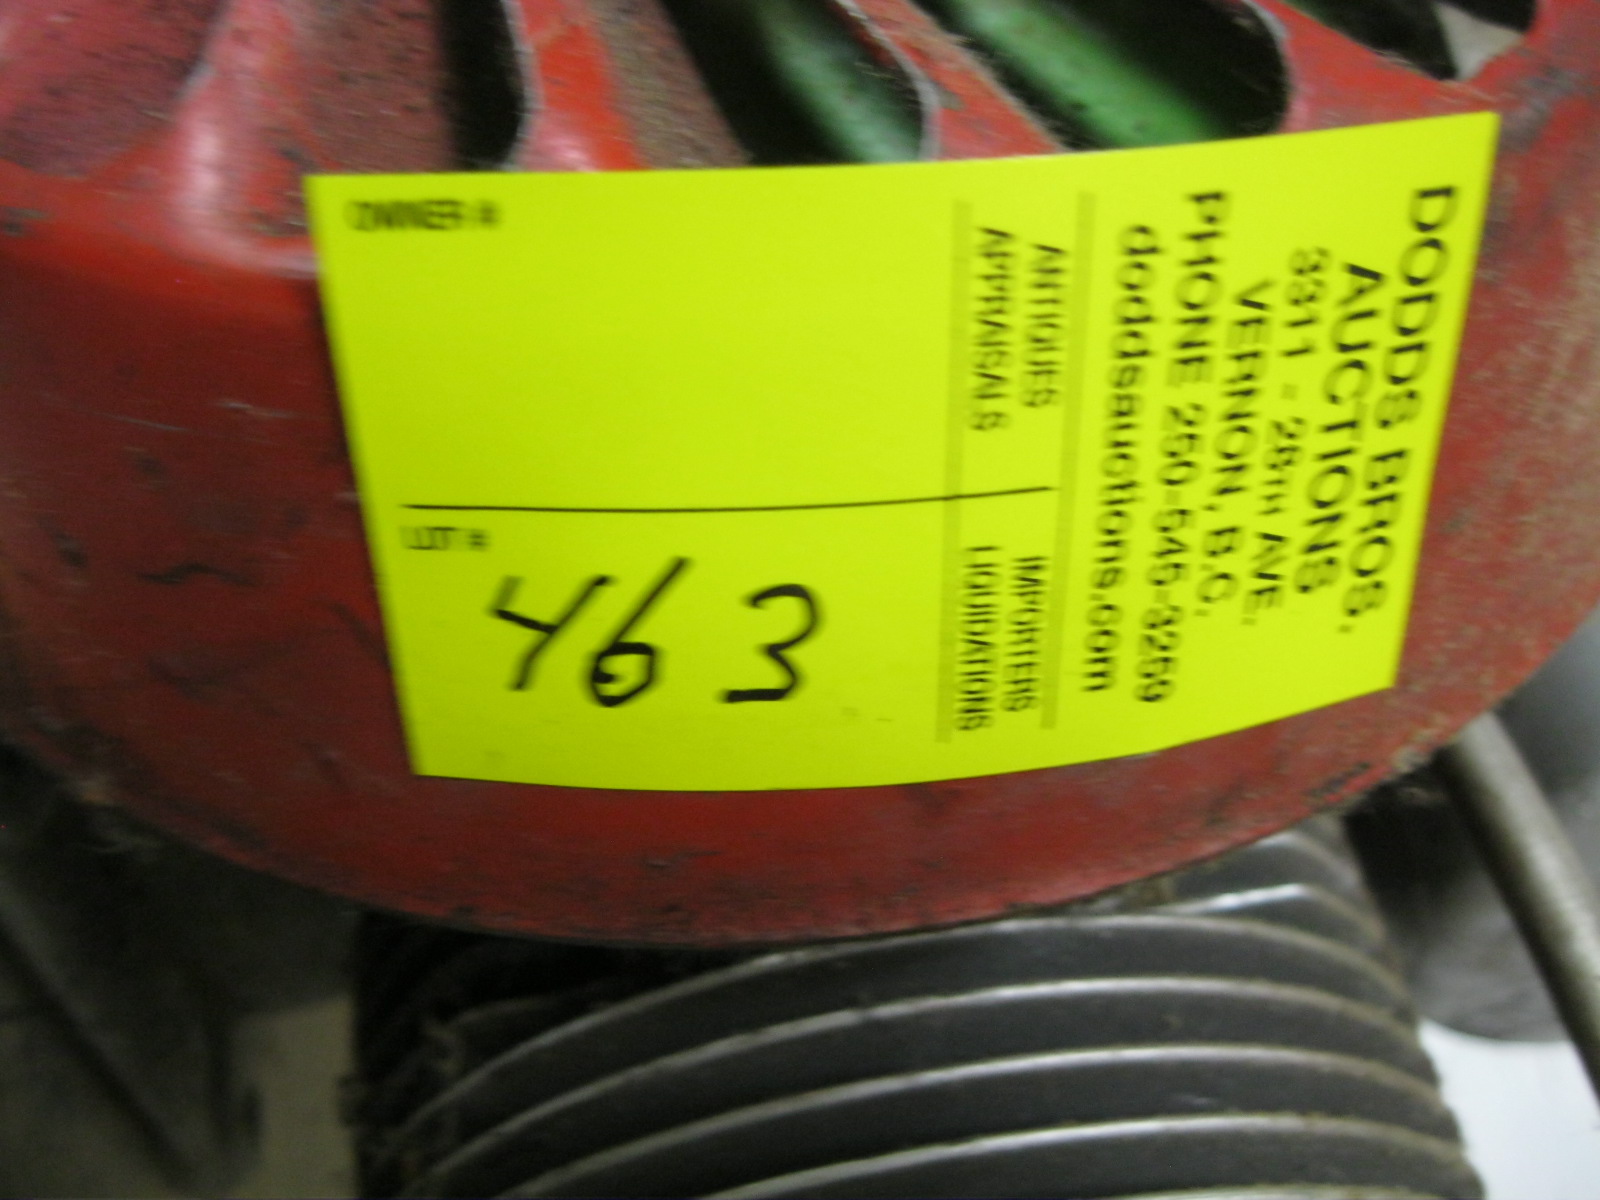 DODDS BROS.
AUCTIONS
3311 - 28TH AVE.
VERNON, B.C.
PHONE 250-545-3259
doddsauctions.com
ANTIQUES IMPORTERS
APPRAISALS LIQUIDATIONS
OWNER #
LOT #
463